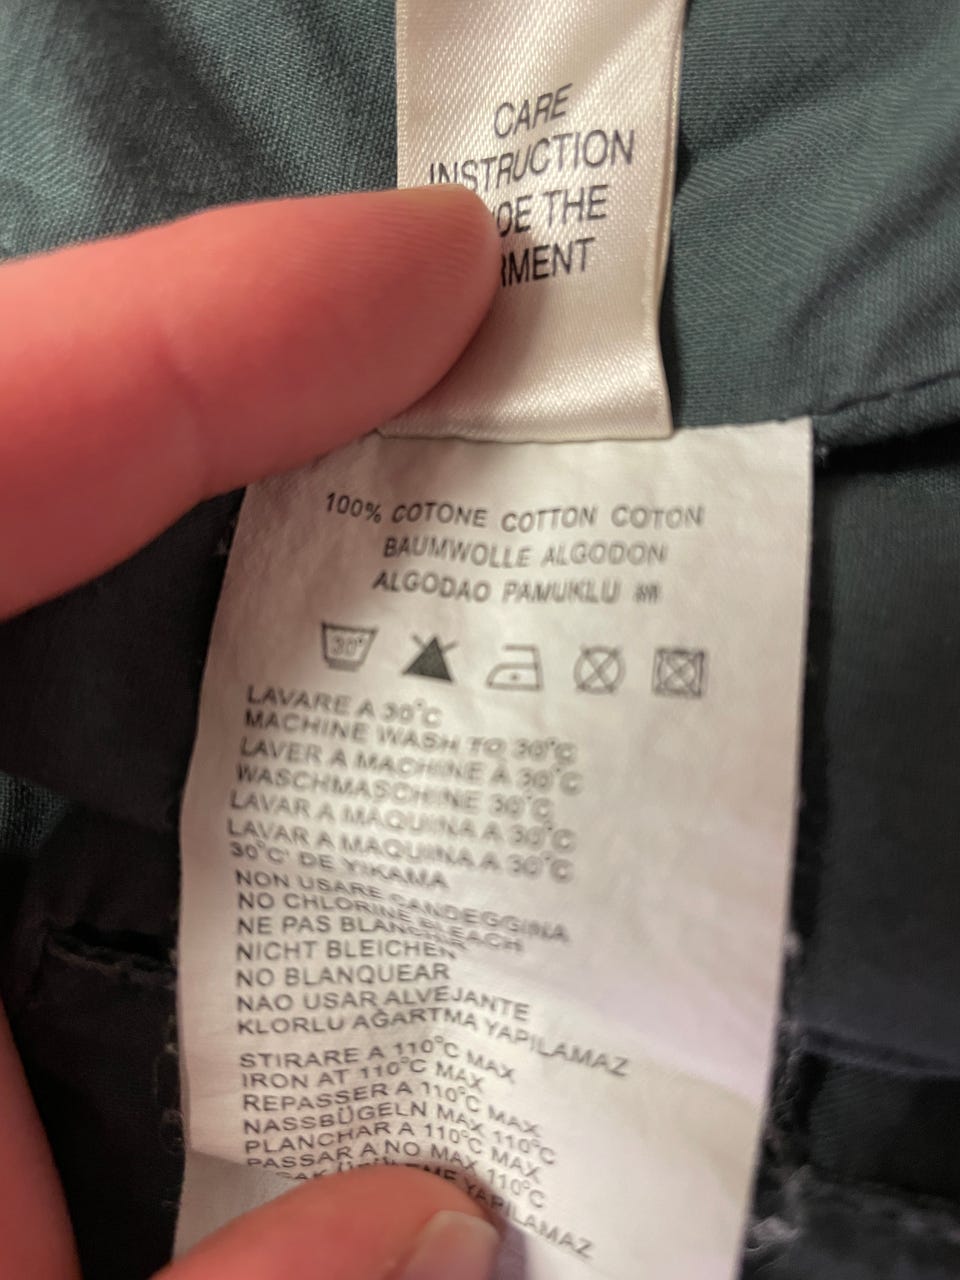 CARE
INSTRUCTION
THE
100% COTONE COTTON COTON
BAUMWOLLE ALGODON
ALGODAO PAMUKLU
30°
LAVARE A 30°C
MACHINE WASH TO 30°C
LAVER A MACHINE A 30°C
WASCHMASCHINE 30°C
LAVAR A MAQUINA A 30°C
LAVAR A MAQUINA A 30°C
30°C' DE YIKAMA
NON USARE CANDEGGINA
NO CHLORINE BLEACH
NE PAS BLANCHIR
NICHT BLEICHEN
NO BLANQUEAR
NAO USAR ALVEJANTE
KLORLU AĞARTMA YAPILAMAZ
STIRARE A 110°C MAX
IRON AT 110°C MAX
REPASSER A 110°C MAX
NASSBÜGELN MAX 110°C
PLANCHAR A 110°C MAX
PASSAR A NO MAX 110°C
YAPILAMAZ